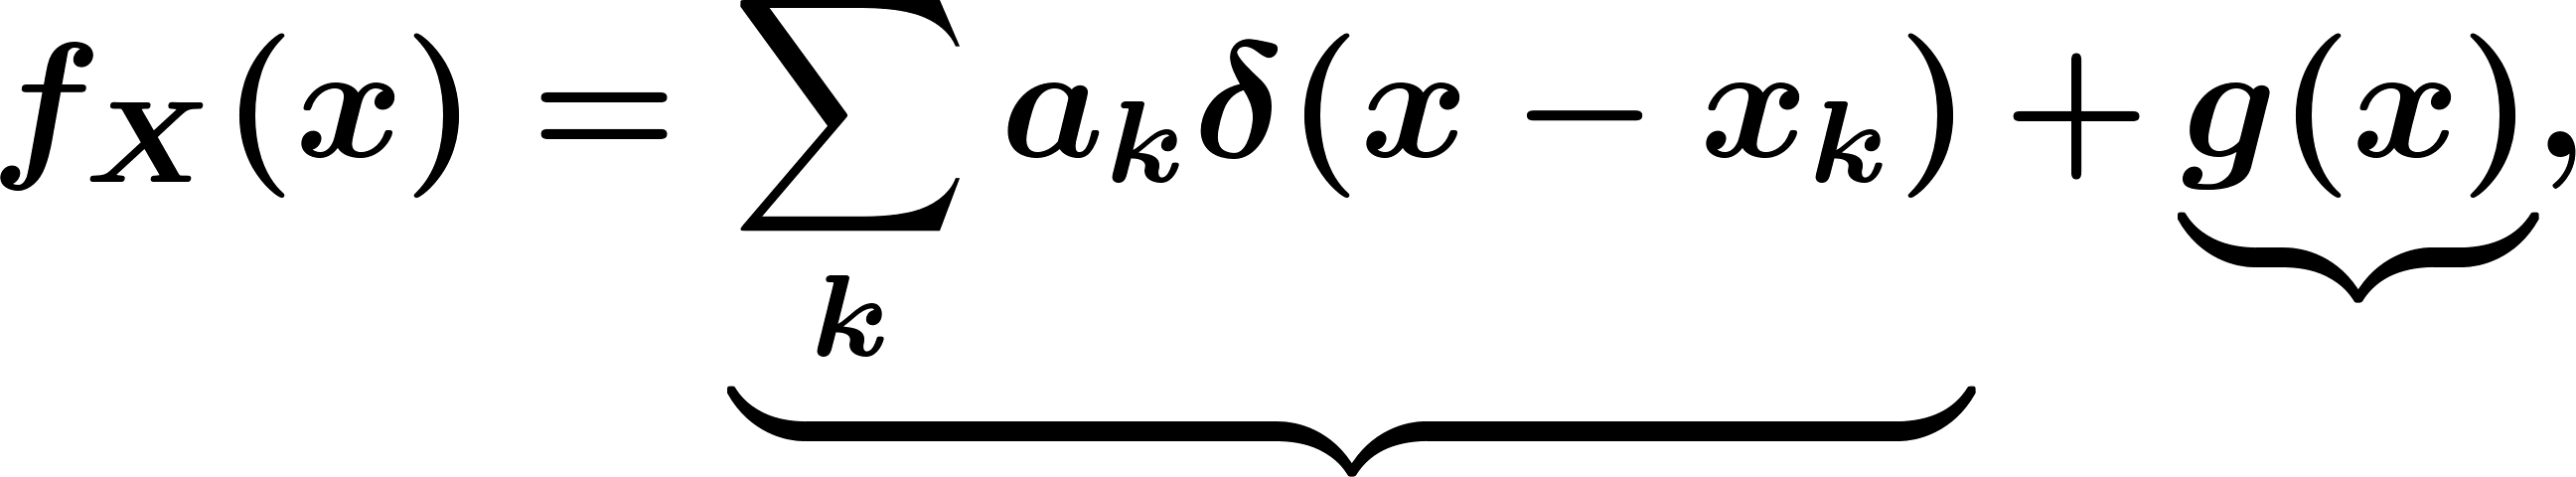 $f_X(x) = \underbrace{\sum_k a_k \delta(x - x_k)} + \underbrace{g(x)},$